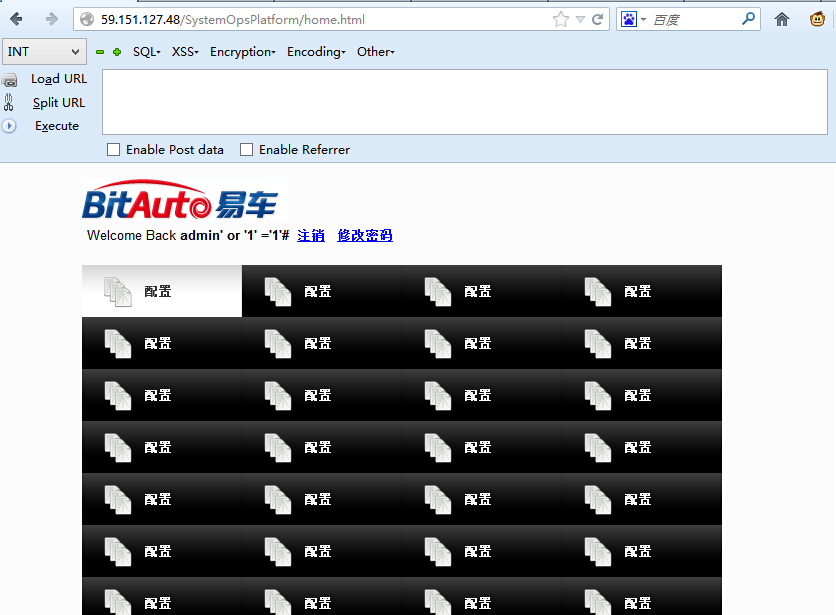 59.151.127.48/SystemOpsPlatform/home.html
百度
INT
SQL
XSS
Encryption
Encoding
Other
Load URL
Split URL
Execute
Enable Post data
Enable Referrer
BitAuto 易车
Welcome Back admin' or '1' ='1'# 注销 修改密码
配置 配置 配置 配置
配置 配置 配置 配置
配置 配置 配置 配置
配置 配置 配置 配置
配置 配置 配置 配置
配置 配置 配置 配置
配置 配置 配置 配置